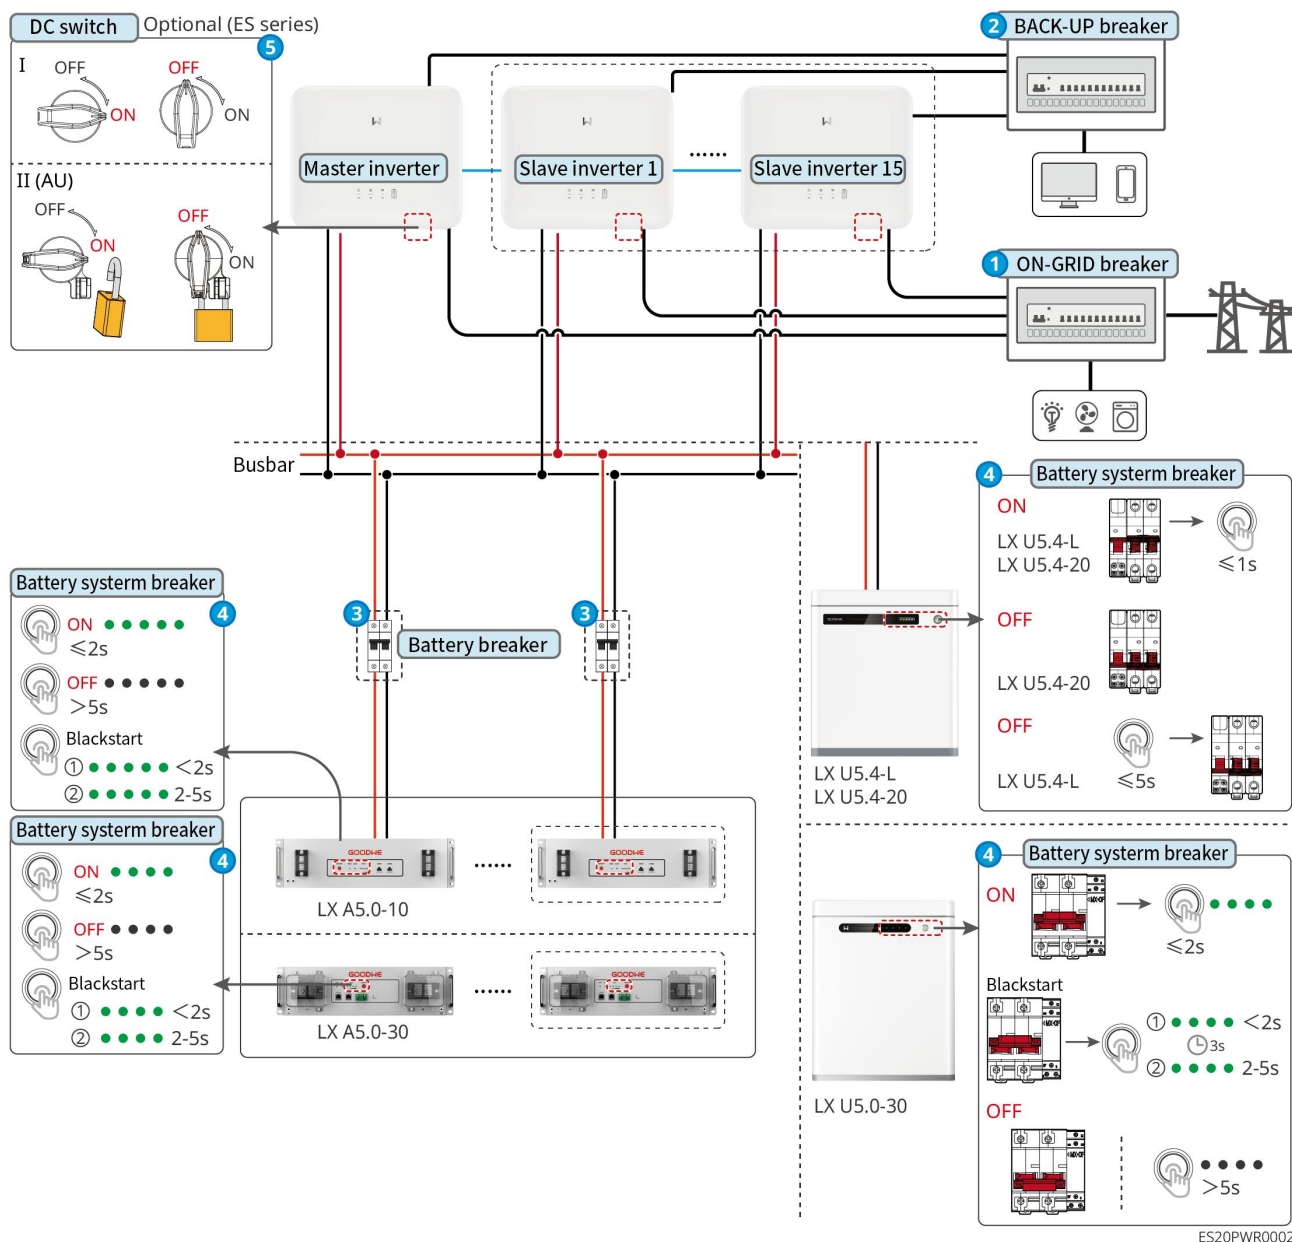 DC switch
Optional (ES series)
5
I
OFF
ON
OFF
ON
II (AU)
OFF
ON
OFF
ON
Master inverter
Slave inverter 1
......
Slave inverter 15
2
BACK-UP breaker
1
ON-GRID breaker
Busbar
Battery systerm breaker
4
ON
≤2s
OFF
>5s
Blackstart
① <2s
② 2-5s
3
Battery breaker
3
Battery systerm breaker
4
ON
≤2s
OFF
>5s
Blackstart
① <2s
② 2-5s
GOODWE
......
GOODWE
LX A5.0-10
GOODWE
......
GOODWE
LX A5.0-30
GOODWE
LX U5.4-L
LX U5.4-20
4
Battery systerm breaker
ON
LX U5.4-L
LX U5.4-20
≤1s
OFF
LX U5.4-20
OFF
LX U5.4-L
≤5s
LX U5.0-30
4
Battery systerm breaker
ON
≤2s
Blackstart
① <2s
3s
② 2-5s
OFF
>5s
ES20PWR0002